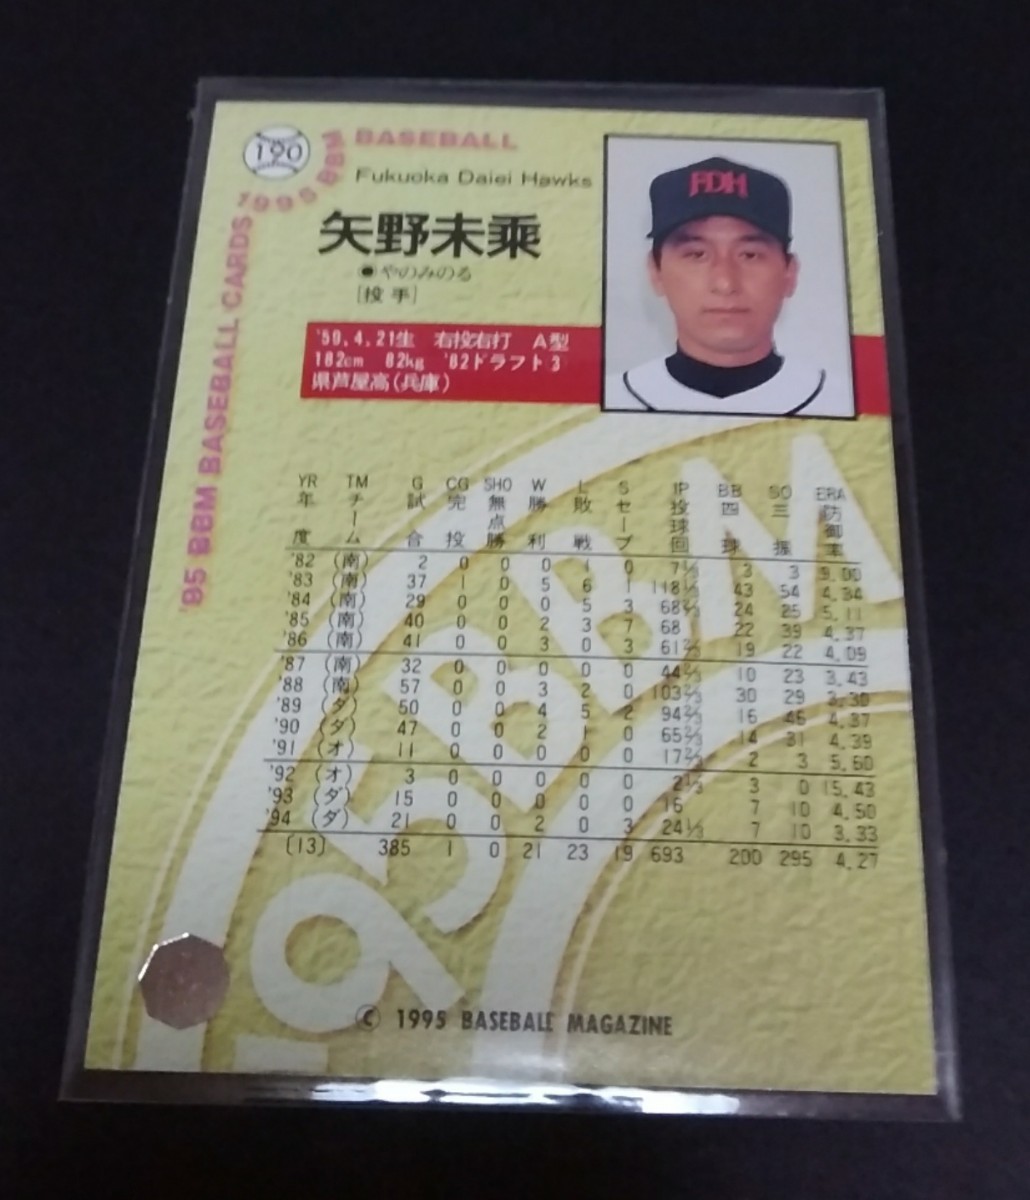 190
1995 BBM
BASEBALL
Fukuoka Daiei Hawks
矢野未乗
●やのみのる
[投手]
FDH
'59.4.21生 右投右打 A型
182cm 82kg '82ドラフト3
県芦屋高(兵庫)
'95 BBM BASEBALL CARDS
YR TM G CG SHO W L S IP BB SO ERA
年度 チーム 試合 完投 無点勝 勝利 敗戦 セーブ 投球回 四球 三振 防御率
'82 (南) 2 0 0 0 1 0 7⅓ 3 3 9.00
'83 (南) 37 1 0 5 6 1 118⅓ 43 54 4.34
'84 (南) 29 0 0 0 5 3 68⅔ 24 25 5.11
'85 (南) 40 0 0 2 3 7 68 22 39 4.37
'86 (南) 41 0 0 3 0 3 61⅔ 19 22 4.09
'87 (南) 32 0 0 0 0 0 44⅔ 10 23 3.43
'88 (南) 57 0 0 3 2 0 103⅔ 30 29 3.30
'89 (ダ) 50 0 0 4 5 2 94⅔ 16 46 4.37
'90 (ダ) 47 0 0 2 1 0 65⅔ 14 31 4.39
'91 (オ) 11 0 0 0 0 0 17⅔ 2 3 5.60
'92 (オ) 3 0 0 0 0 0 2⅓ 3 0 15.43
'93 (ダ) 15 0 0 0 0 0 16 7 10 4.50
'94 (ダ) 21 0 0 2 0 3 24⅓ 7 10 3.33
(13) 385 1 0 21 23 19 693 200 295 4.27
'95 BBM
© 1995 BASEBALL MAGAZINE